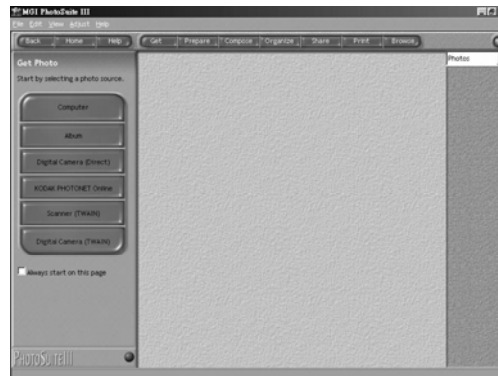 MGI PhotoSuite III
File Edit View Adjust Help
Back Home Help Get Prepare Compose Organize Share Print Browse
Get Photo
Start by selecting a photo source.
Computer
Album
Digital Camera (Direct)
KODAK PHOTONET Online
Scanner (TWAIN)
Digital Camera (TWAIN)
Always start on this page
Photos
PHOTOSUITE III